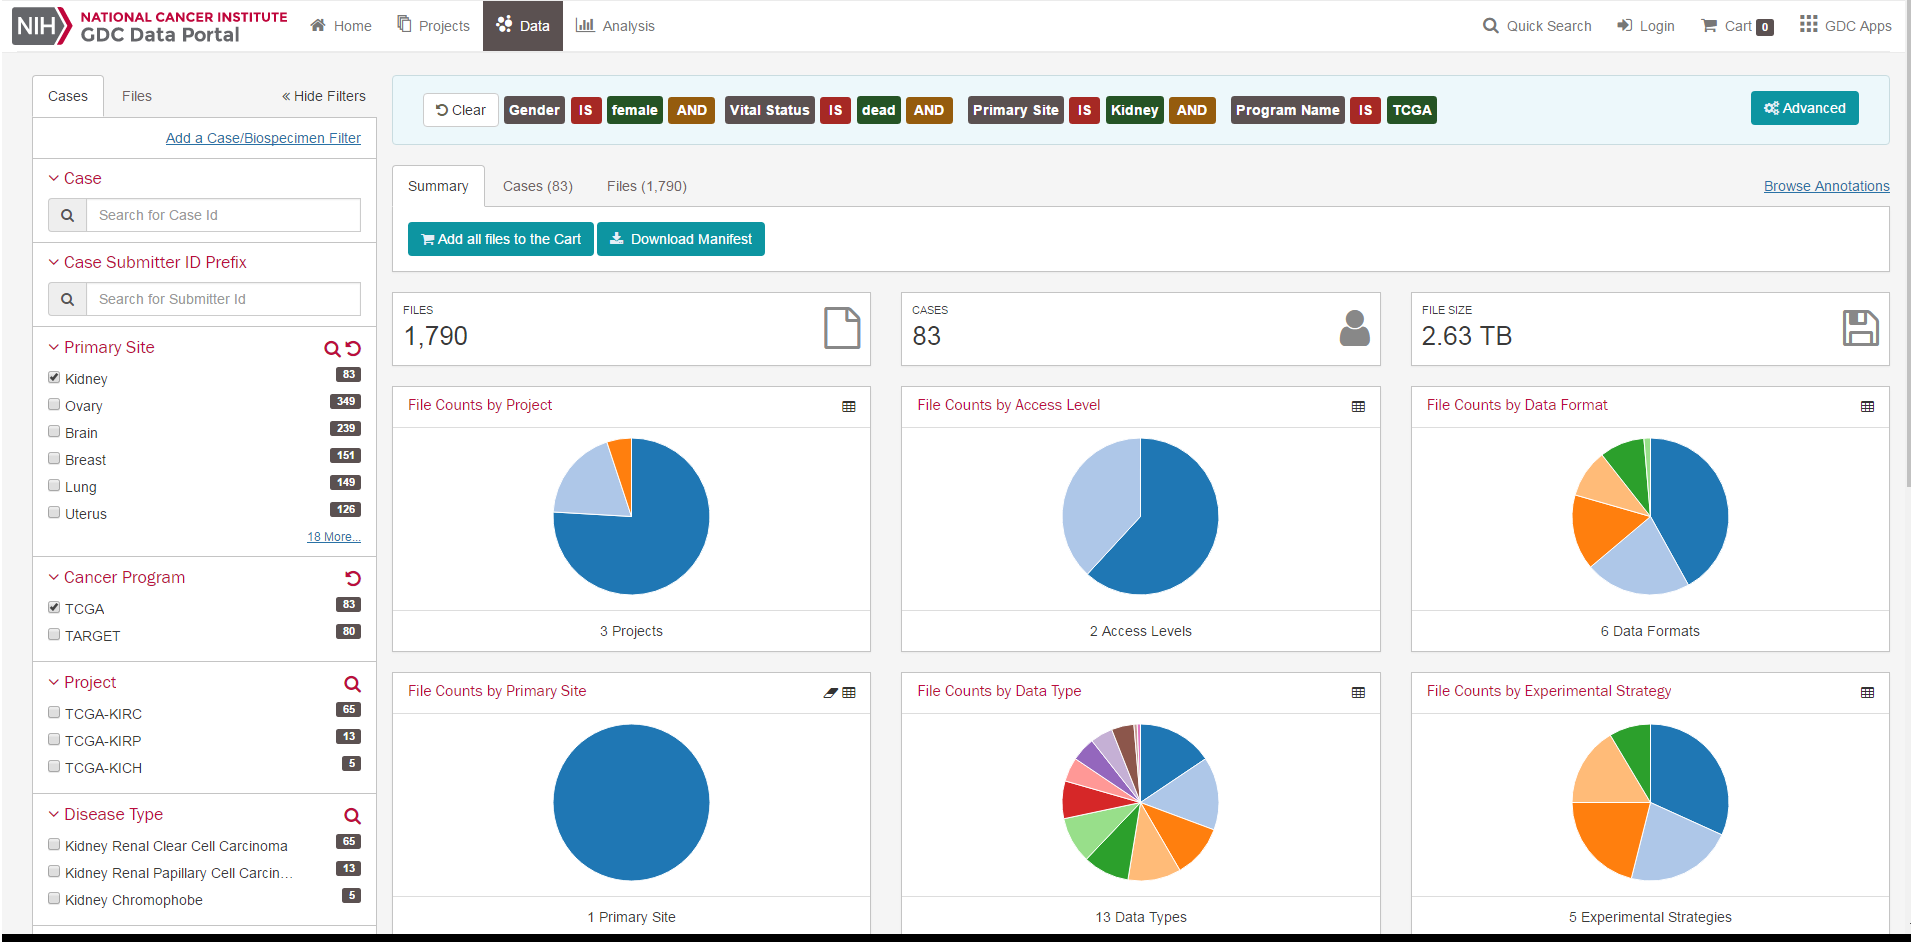 NIH NATIONAL CANCER INSTITUTE
GDC Data Portal
Home
Projects
Data
Analysis
Quick Search
Login
Cart 0
GDC Apps
Cases
Files
« Hide Filters
Add a Case/Biospecimen Filter
Case
Search for Case Id
Case Submitter ID Prefix
Search for Submitter Id
Primary Site
Kidney 83
Ovary 349
Brain 239
Breast 151
Lung 149
Uterus 126
18 More...
Cancer Program
TCGA 83
TARGET 80
Project
TCGA-KIRC 65
TCGA-KIRP 13
TCGA-KICH 5
Disease Type
Kidney Renal Clear Cell Carcinoma 65
Kidney Renal Papillary Cell Carcin... 13
Kidney Chromophobe 5
Clear Gender IS female AND Vital Status IS dead AND Primary Site IS Kidney AND Program Name IS TCGA
Advanced
Summary
Cases (83)
Files (1,790)
Browse Annotations
Add all files to the Cart
Download Manifest
FILES
1,790
CASES
83
FILE SIZE
2.63 TB
File Counts by Project
3 Projects
File Counts by Access Level
2 Access Levels
File Counts by Data Format
6 Data Formats
File Counts by Primary Site
1 Primary Site
File Counts by Data Type
13 Data Types
File Counts by Experimental Strategy
5 Experimental Strategies